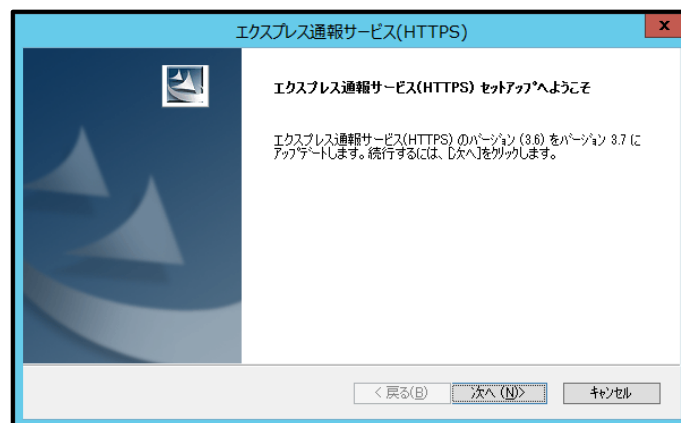 エクスプレス通報サービス(HTTPS)
x
エクスプレス通報サービス(HTTPS) ｾｯﾄｱｯﾌﾟへようこそ
エクスプレス通報サービス(HTTPS) のﾊﾞｰｼﾞｮﾝ (3.6) をﾊﾞｰｼﾞｮﾝ 3.7 に
ｱｯﾌﾟﾃﾞｰﾄします。続行するには、[次へ]をｸﾘｯｸします。
< 戻る(B)
次へ (N)>
ｷｬﾝｾﾙ